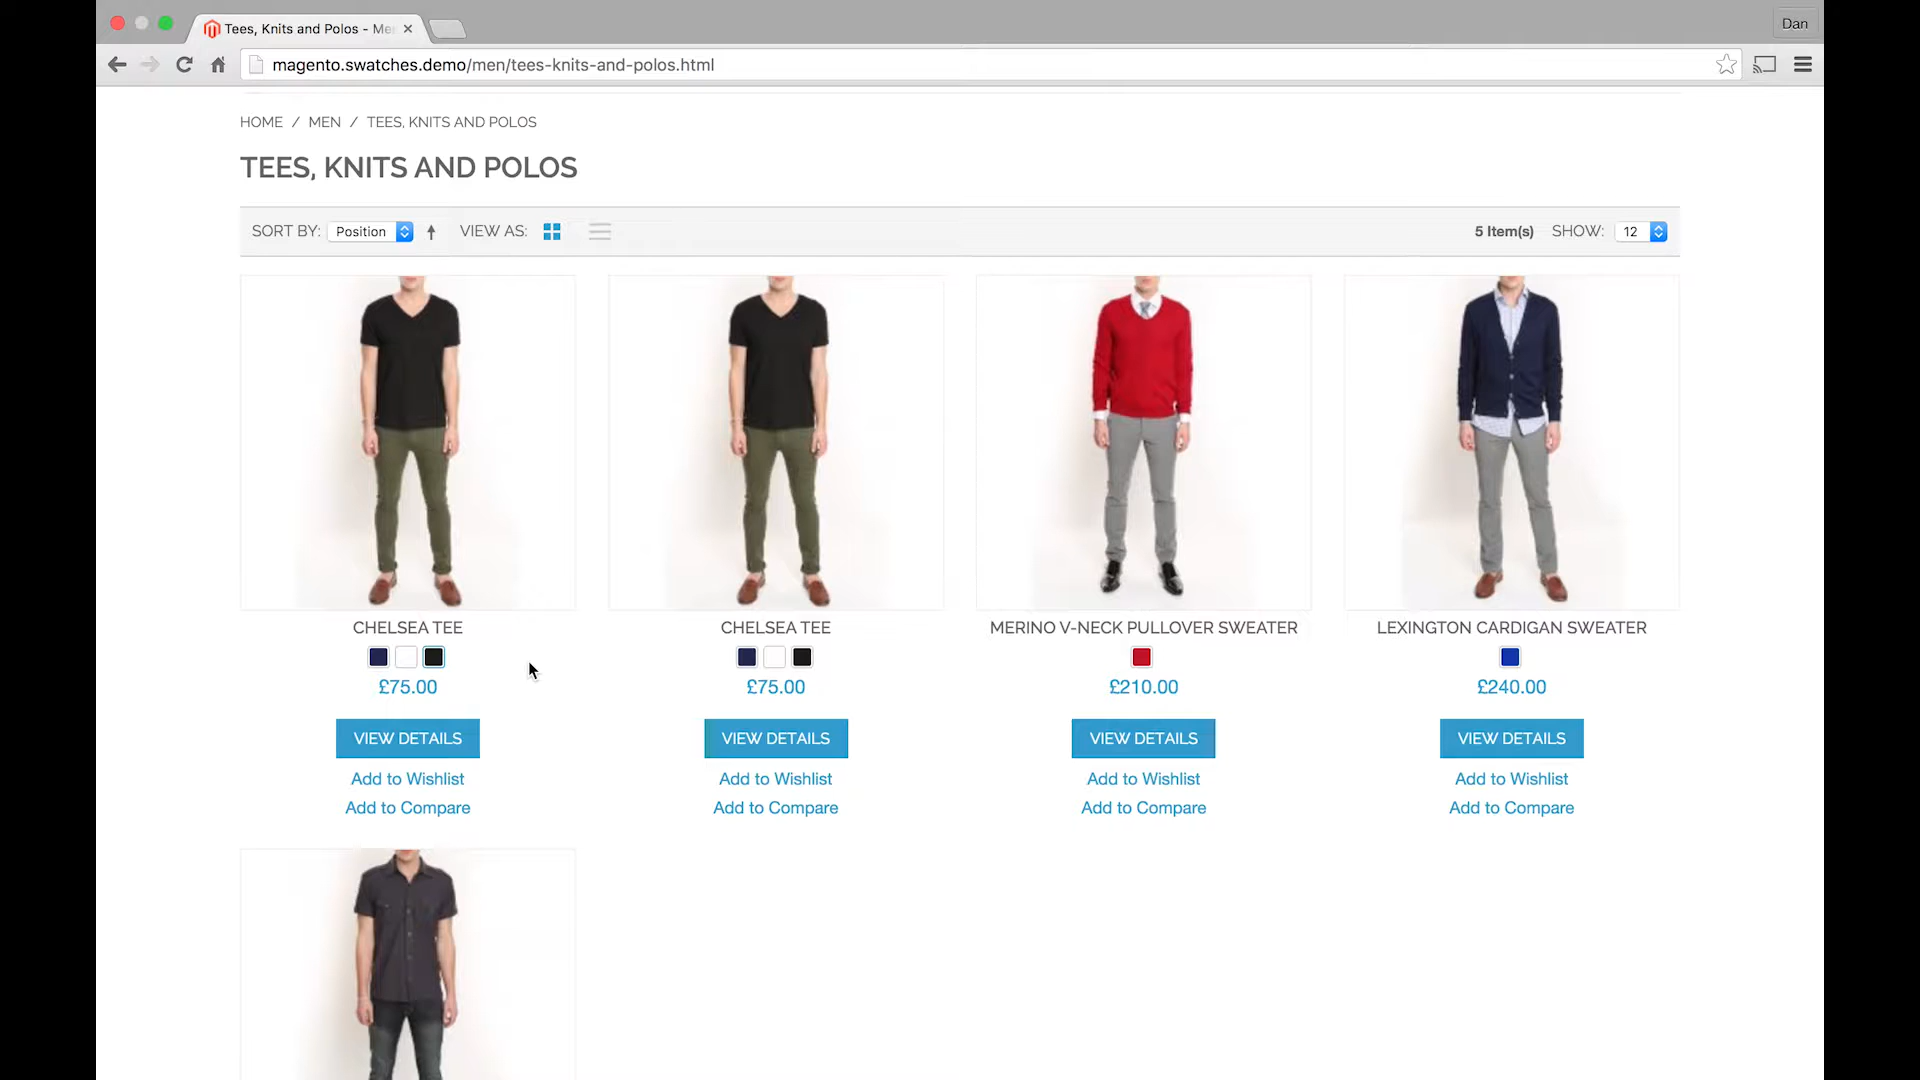 Tees, Knits and Polos - Me
Dan
magento.swatches.demo/men/tees-knits-and-polos.html
HOME / MEN / TEES, KNITS AND POLOS
TEES, KNITS AND POLOS
SORT BY: Position VIEW AS: 5 Item(s) SHOW: 12
CHELSEA TEE CHELSEA TEE MERINO V-NECK PULLOVER SWEATER LEXINGTON CARDIGAN SWEATER
£75.00 £75.00 £210.00 £240.00
VIEW DETAILS VIEW DETAILS VIEW DETAILS VIEW DETAILS
Add to Wishlist Add to Wishlist Add to Wishlist Add to Wishlist
Add to Compare Add to Compare Add to Compare Add to Compare